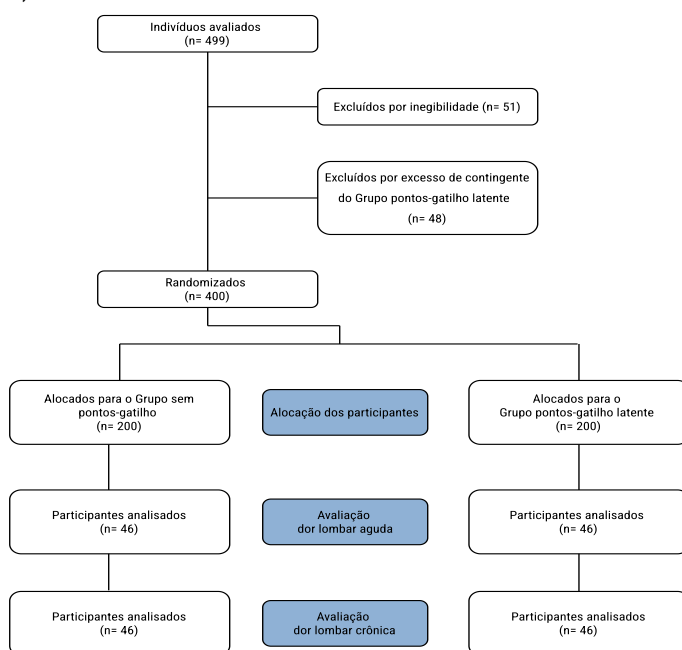 Indivíduos avaliados
(n= 499)
Excluídos por inegibilidade (n= 51)
Excluídos por excesso de contingente
do Grupo pontos-gatilho latente
(n= 48)
Randomizados
(n= 400)
Alocados para o Grupo sem
pontos-gatilho
(n= 200)
Alocação dos participantes
Alocados para o
Grupo pontos-gatilho latente
(n= 200)
Participantes analisados
(n= 46)
Avaliação
dor lombar aguda
Participantes analisados
(n= 46)
Participantes analisados
(n= 46)
Avaliação
dor lombar crônica
Participantes analisados
(n= 46)